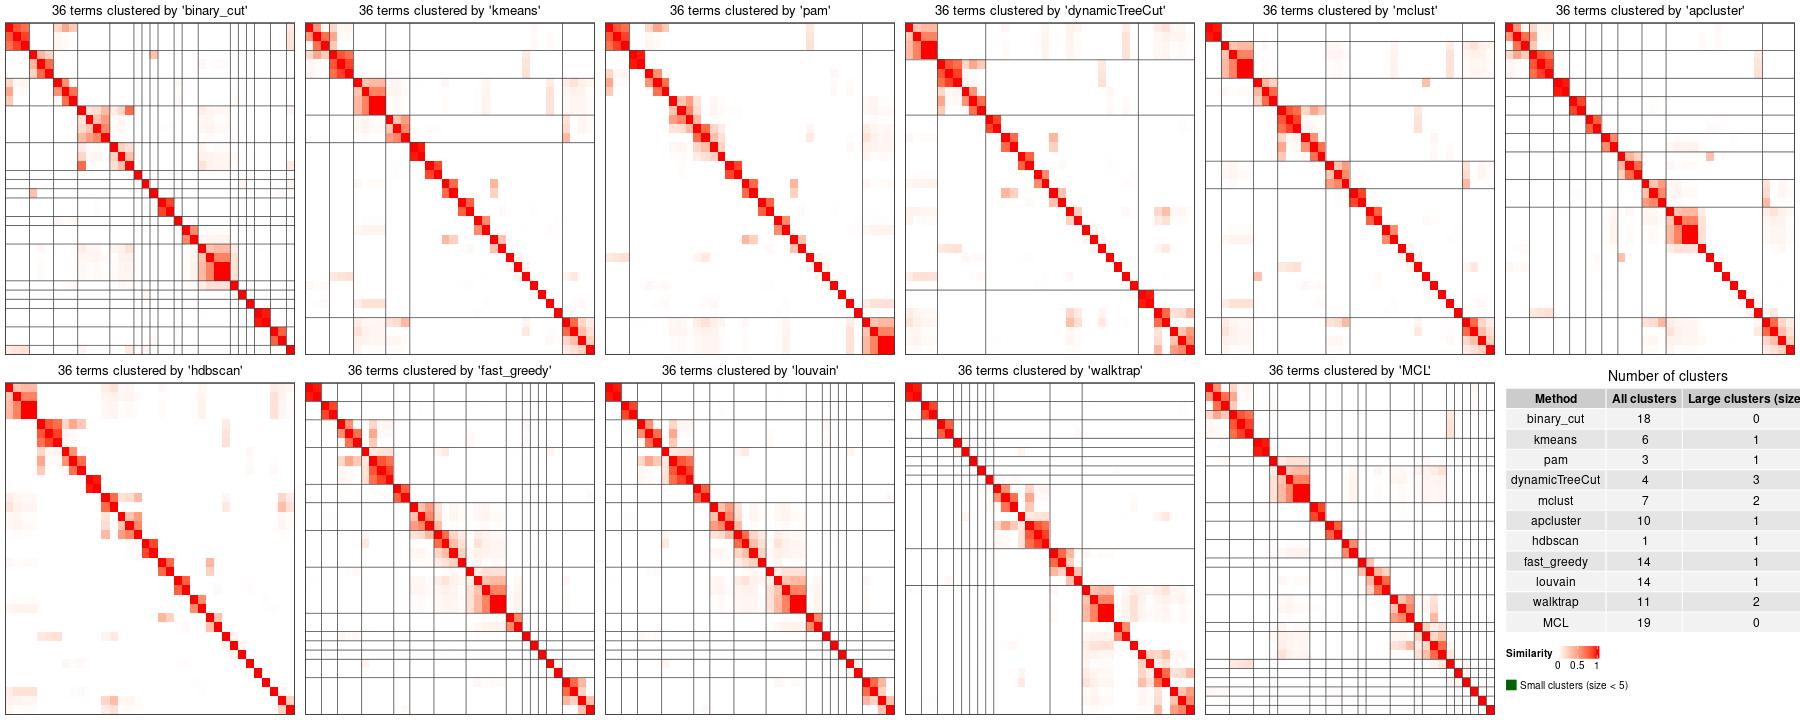 36 terms clustered by 'binary_cut'
36 terms clustered by 'kmeans'
36 terms clustered by 'pam'
36 terms clustered by 'dynamicTreeCut'
36 terms clustered by 'mclust'
36 terms clustered by 'apcluster'
36 terms clustered by 'hdbscan'
36 terms clustered by 'fast_greedy'
36 terms clustered by 'louvain'
36 terms clustered by 'walktrap'
36 terms clustered by 'MCL'
Number of clusters
Method All clusters Large clusters (size
binary_cut 18 0
kmeans 6 1
pam 3 1
dynamicTreeCut 4 3
mclust 7 2
apcluster 10 1
hdbscan 1 1
fast_greedy 14 1
louvain 14 1
walktrap 11 2
MCL 19 0
Similarity
0 0.5 1
Small clusters (size < 5)